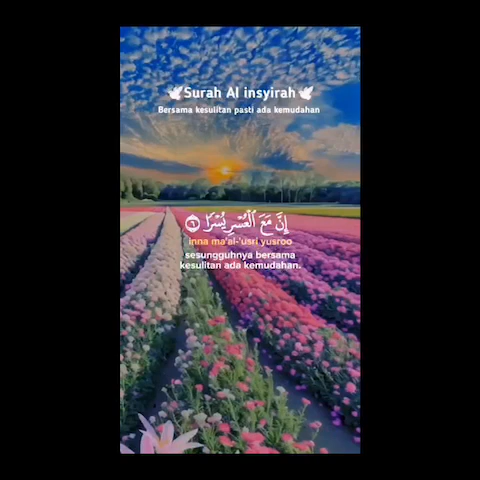 🕊Surah Al insyirah🕊
Bersama kesulitan pasti ada kemudahan
إِنَّ مَعَ ٱلْعُسْرِ يُسْرًا ٦
inna ma'al-'usri yusroo
sesungguhnya bersama
kesulitan ada kemudahan.